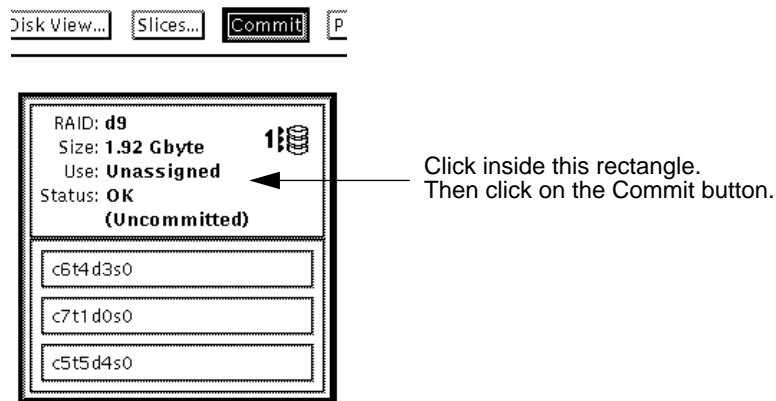 Disk View... Slices... Commit P
RAID: d9
Size: 1.92 Gbyte
Use: Unassigned
Status: OK
(Uncommitted)
Click inside this rectangle.
Then click on the Commit button.
c6t4d3s0
c7t1d0s0
c5t5d4s0